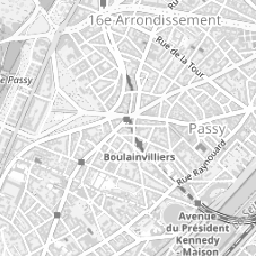 16e Arrondissement
Rue de la Tour
e Passy
Passy
Boulainvilliers
Rue Raynouard
Avenue
du Président
Kennedy
-Maison